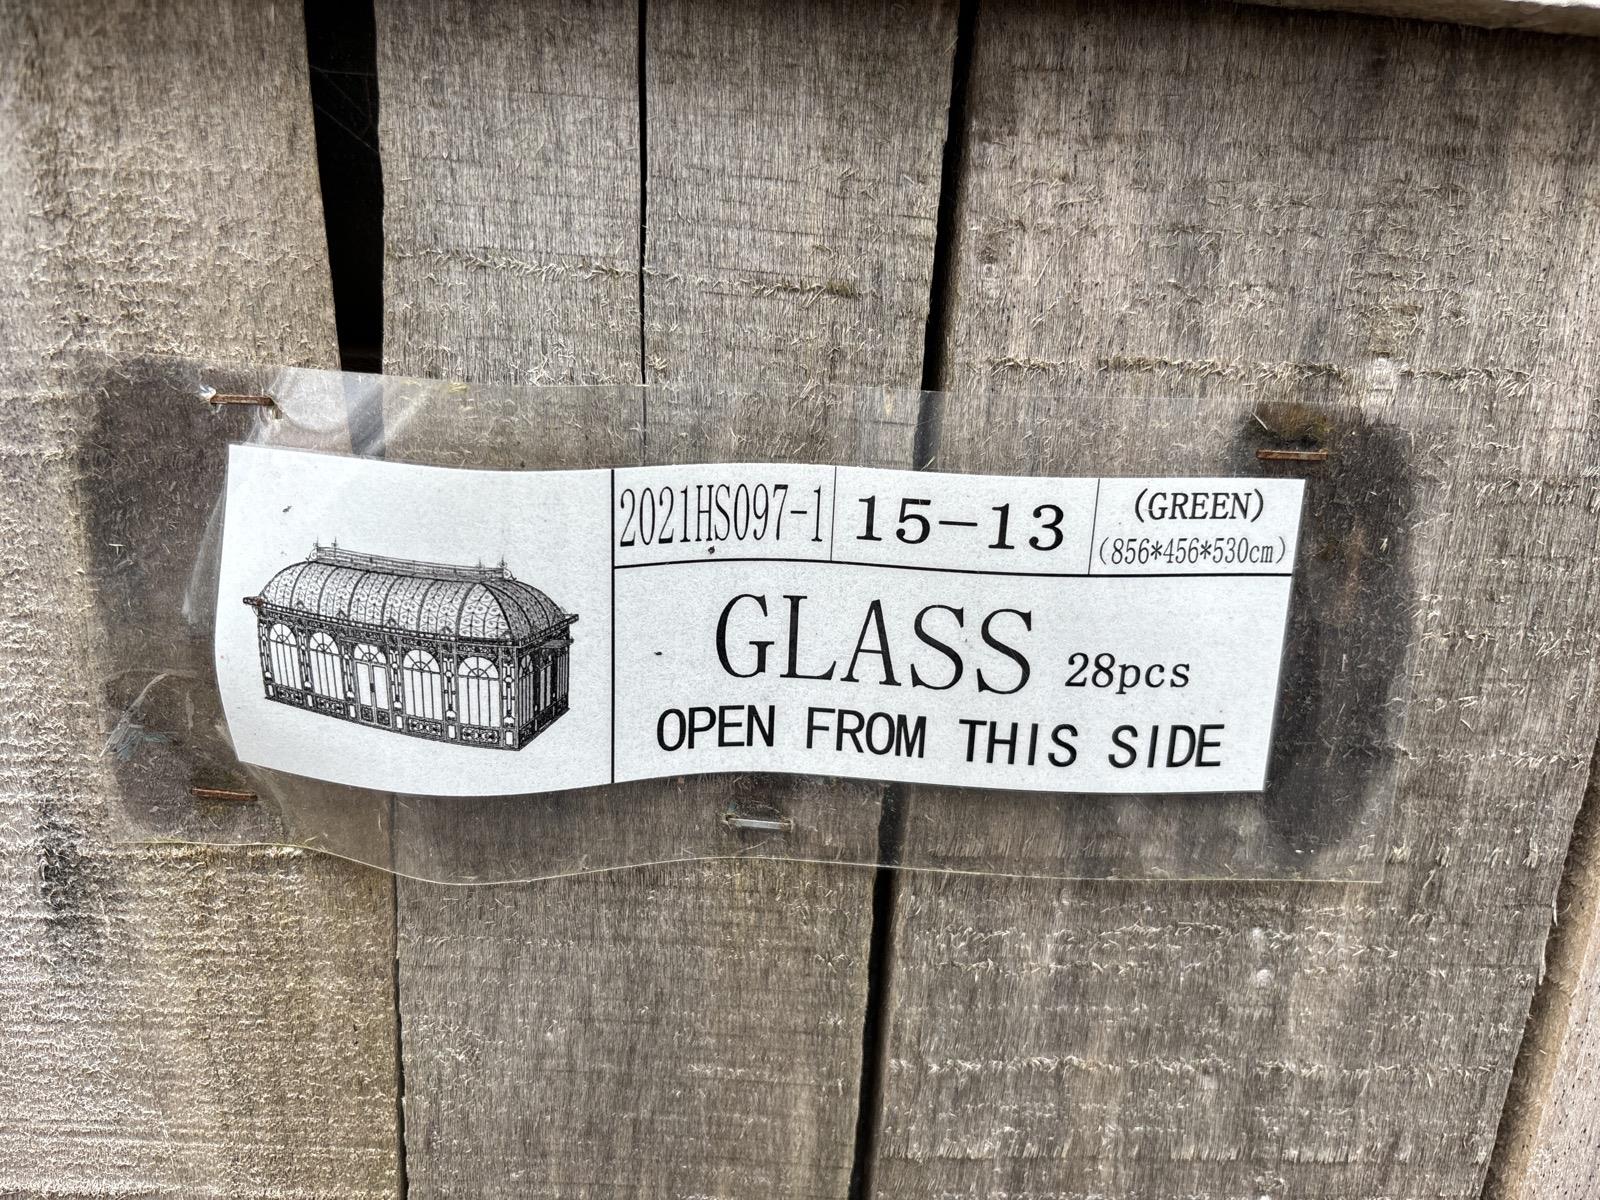 2021HS097-1 15-13 (GREEN)
(856*456*530cm)
GLASS 28pcs
OPEN FROM THIS SIDE